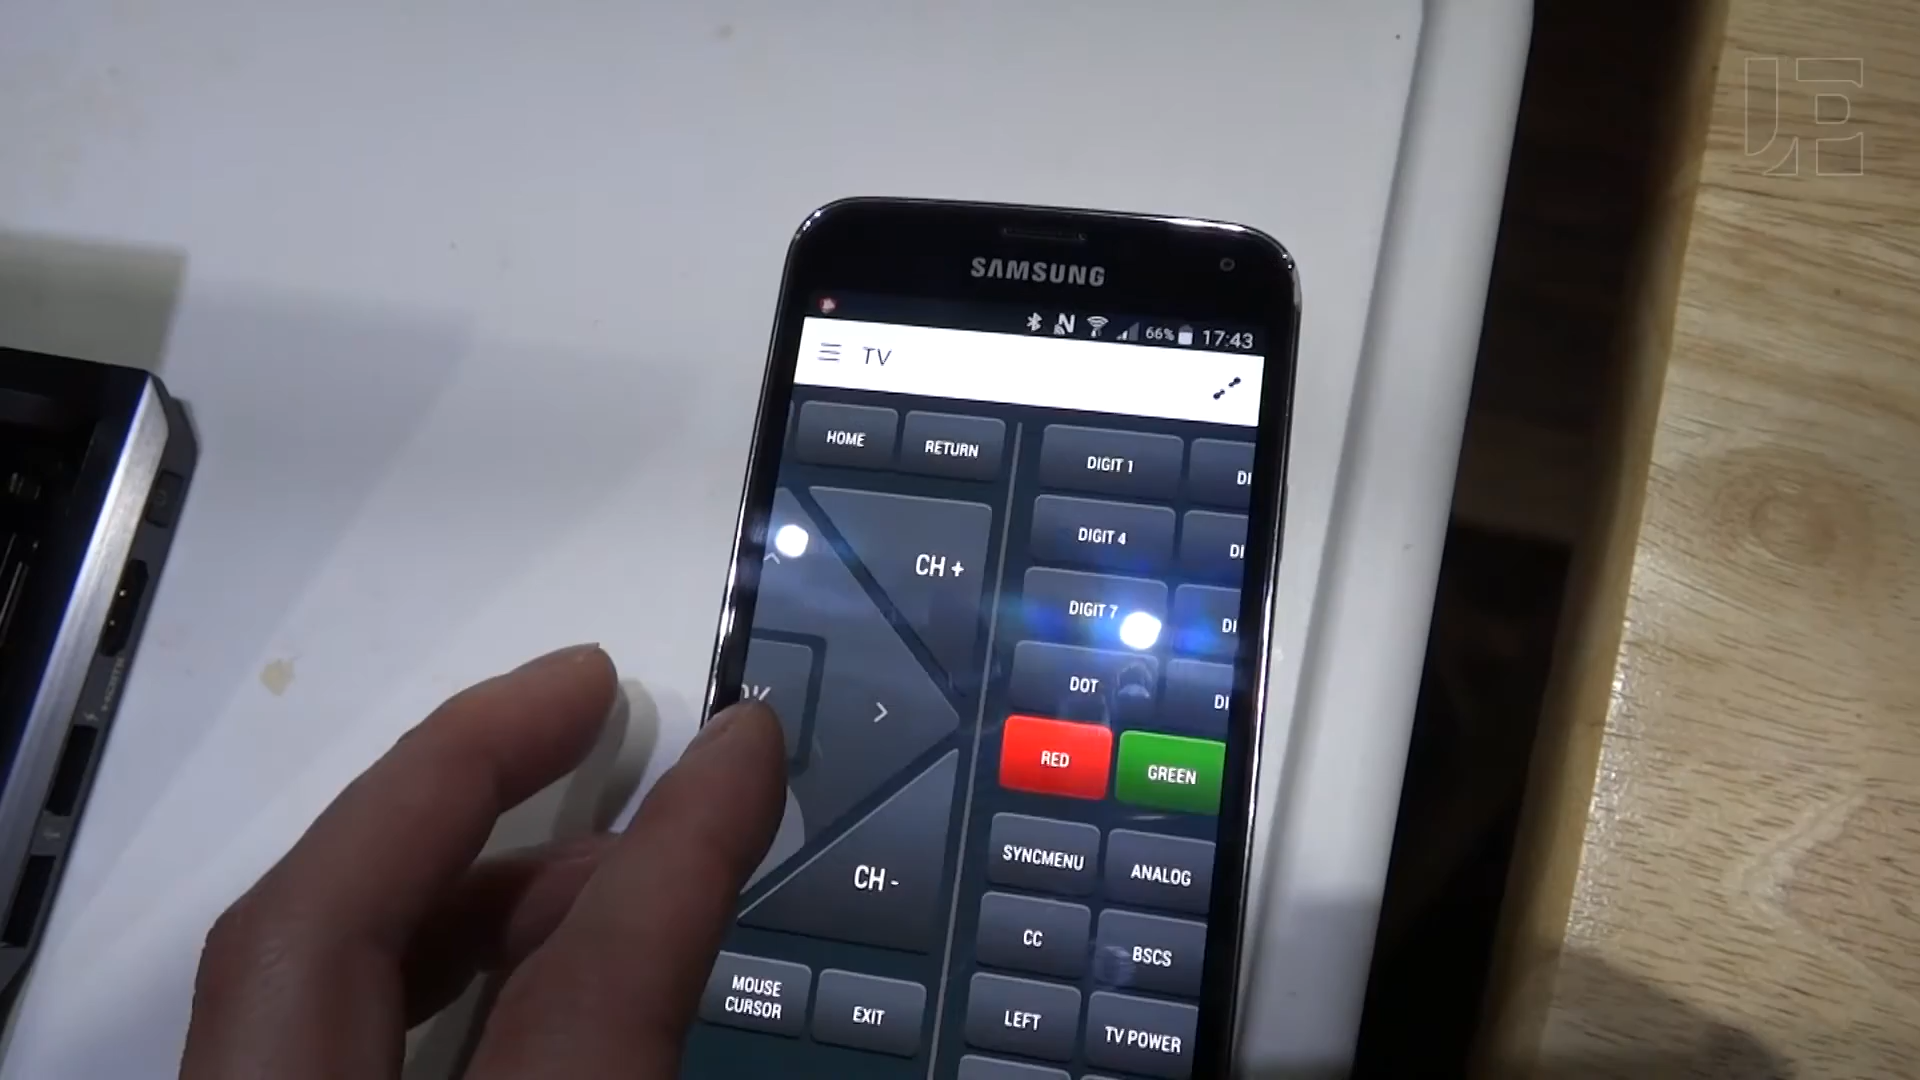 SAMSUNG
66% 17:43
TV
HOME
RETURN
DIGIT 1
DIGIT 4
CH +
DIGIT 7
DOT
RED
GREEN
CH -
SYNCMENU
ANALOG
CC
BSCS
MOUSE
CURSOR
EXIT
LEFT
TV POWER